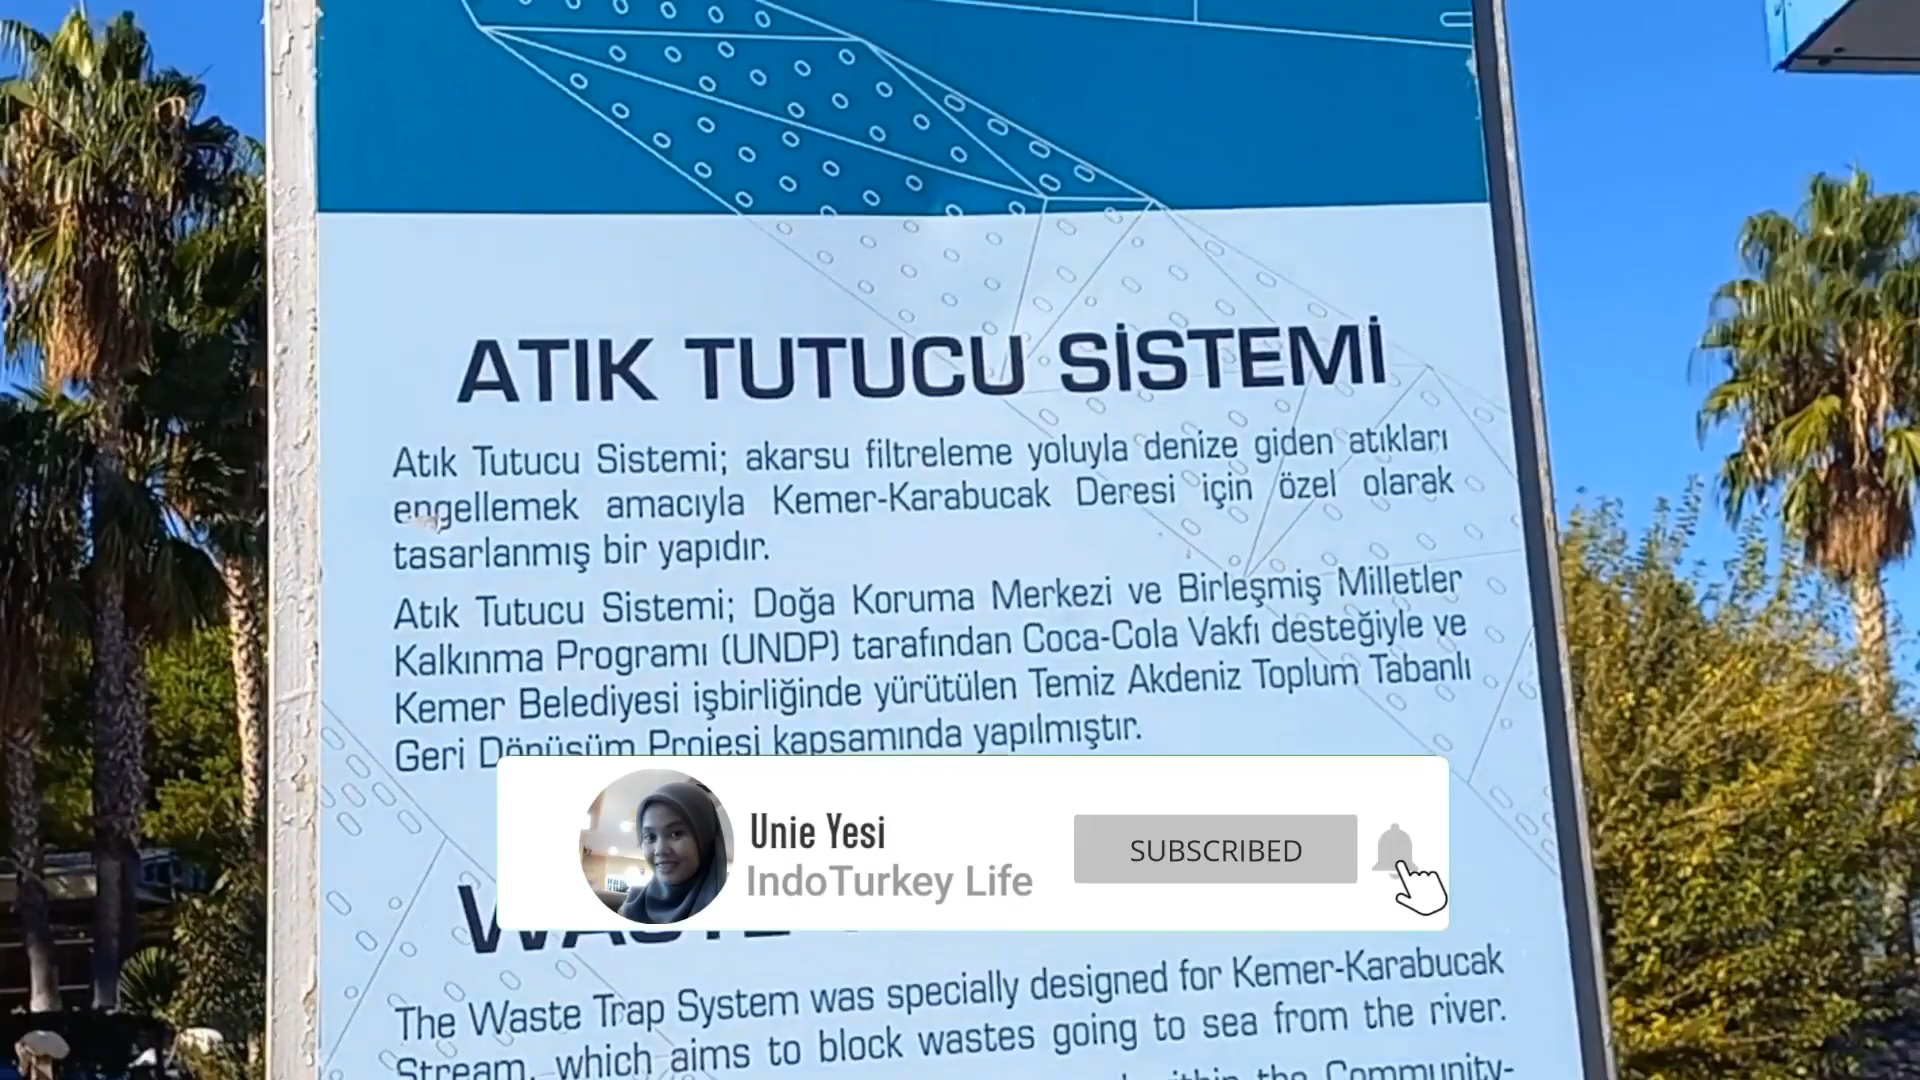 ATIK TUTUCU SİSTEMİ
Atık Tutucu Sistemi; akarsu filtreleme yoluyla denize giden atıkları
engellemek amacıyla Kemer-Karabucak Deresi için özel olarak
tasarlanmış bir yapıdır.
Atık Tutucu Sistemi; Doğa Koruma Merkezi ve Birleşmiş Milletler
Kalkınma Programı (UNDP) tarafından Coca-Cola Vakfı desteğiyle ve
Kemer Belediyesi işbirliğinde yürütülen Temiz Akdeniz Toplum Tabanlı
Geri Dönüşüm Projesi kapsamında yapılmıştır.
Unie Yesi
IndoTurkey Life
SUBSCRIBED
The Waste Trap System was specially designed for Kemer-Karabucak
Stream, which aims to block wastes going to sea from the river.
within the Community-